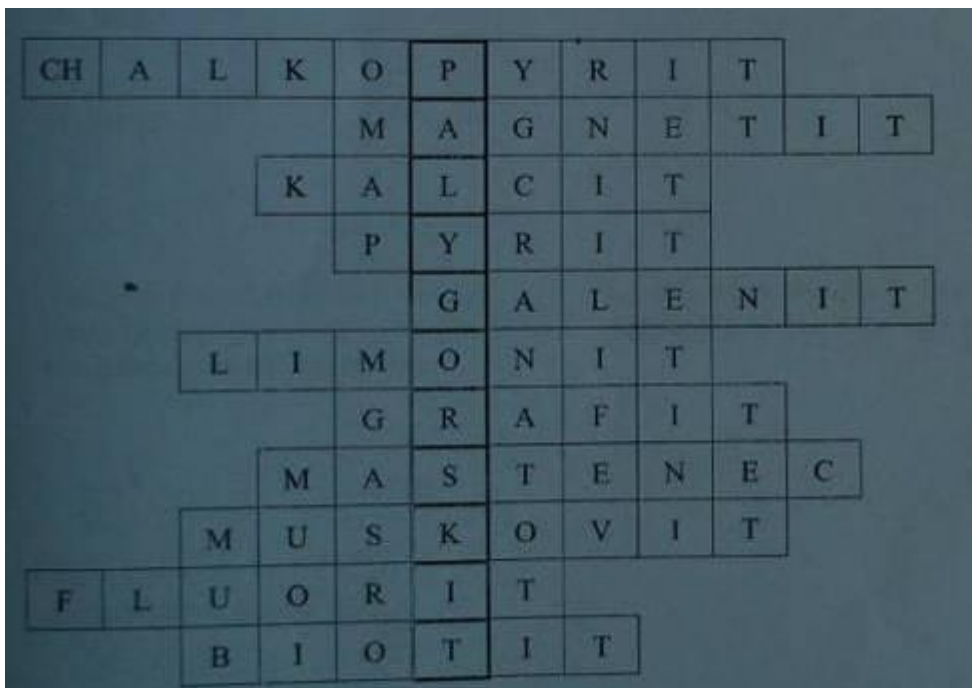 CHALKOPYRIT
MAGNETIT
KALCIT
PYRIT
GALENIT
LIMONIT
GRAFIT
MASTENEC
MUSKOVIT
FLUORIT
BIOTIT